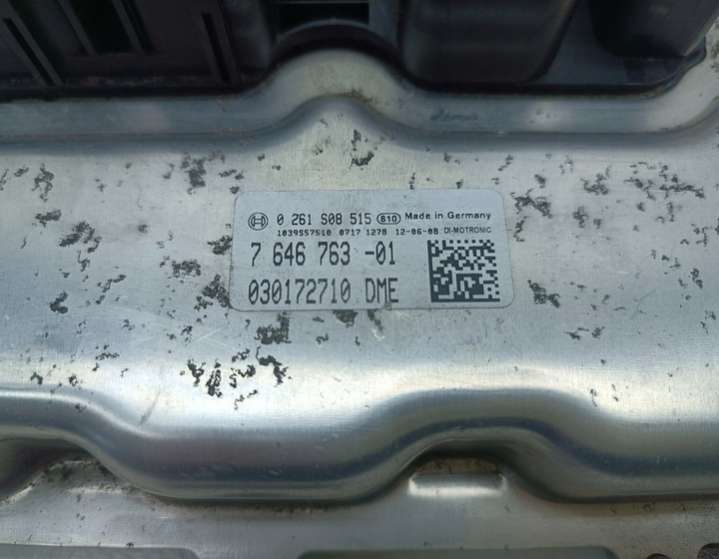 0 261 S08 515 810 Made in Germany
1039S57510 0717 1278 12-06-08 DI-MOTRONIC
7 646 763 -01
030172710 DME